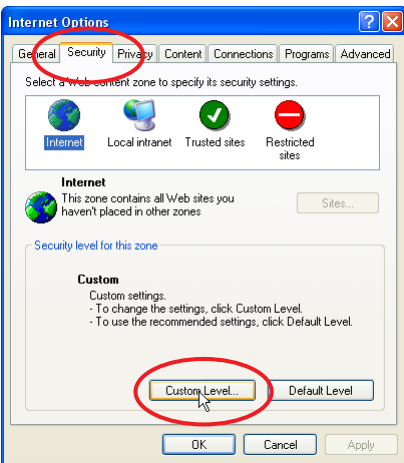 Internet Options
General Security Privacy Content Connections Programs Advanced
Select a Web content zone to specify its security settings.
Internet Local intranet Trusted sites Restricted sites
Internet
This zone contains all Web sites you
haven't placed in other zones
Sites...
Security level for this zone
Custom
Custom settings.
- To change the settings, click Custom Level.
- To use the recommended settings, click Default Level.
Custom Level... Default Level
OK Cancel Apply